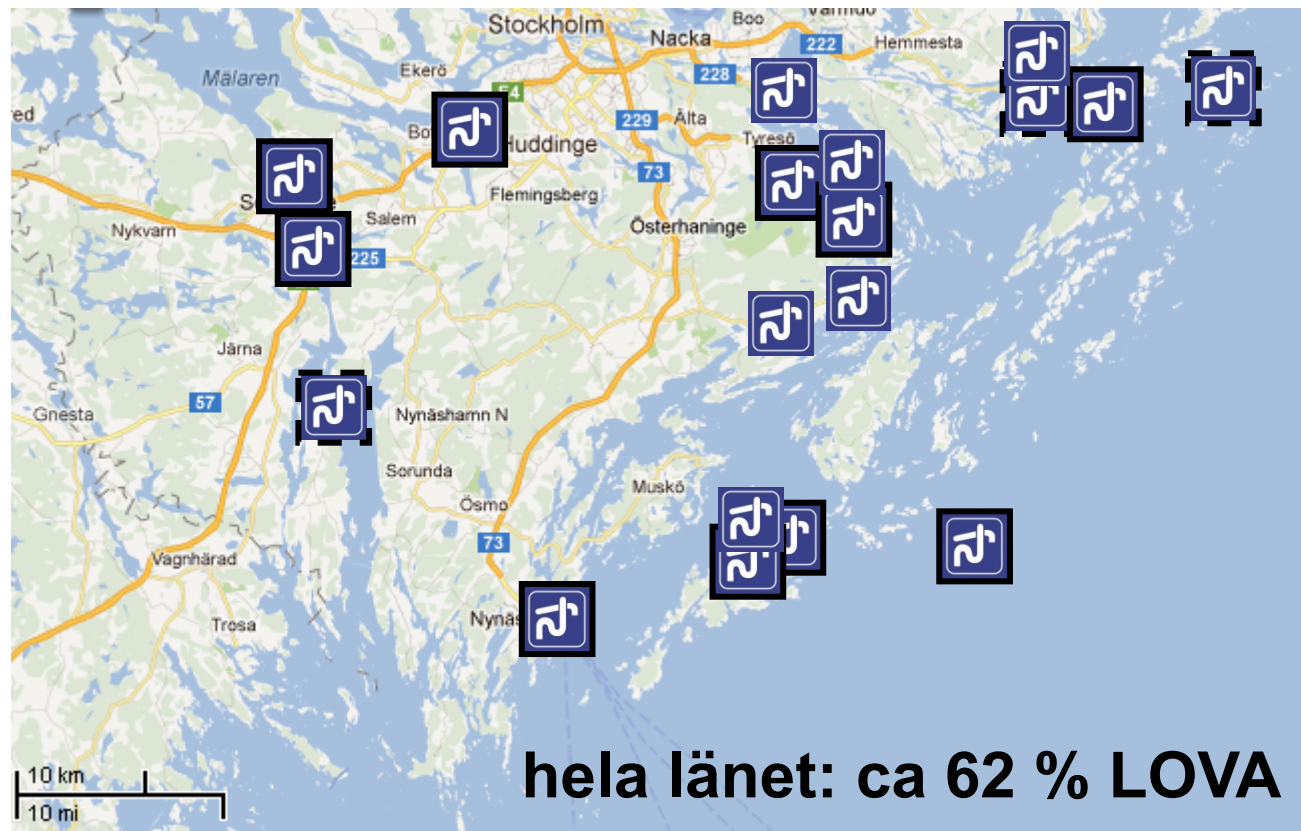 Stockholm
Boo
Nacka
222
Hemmesta
Mälaren
Ekerö
E4
228
229
Älta
Huddinge
Tyresö
73
Flemingsberg
Salem
Nykvarn
Österhaninge
225
Järna
57
Gnesta
Nynäshamn N
Sorunda
Muskö
Ösmo
73
Vagnhärad
Trosa
10 km
10 mi
hela länet: ca 62 % LOVA